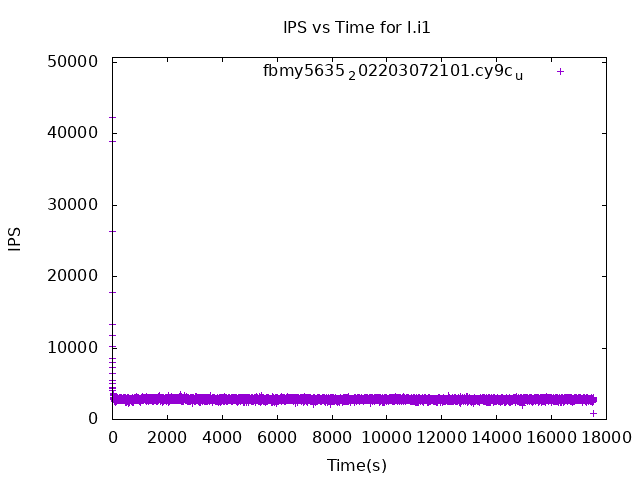 IPS vs Time for I.i1
fbmy5635_202203072101.cy9c_u
50000
40000
30000
20000
10000
0
IPS
0 2000 4000 6000 8000 10000 12000 14000 16000 18000
Time(s)